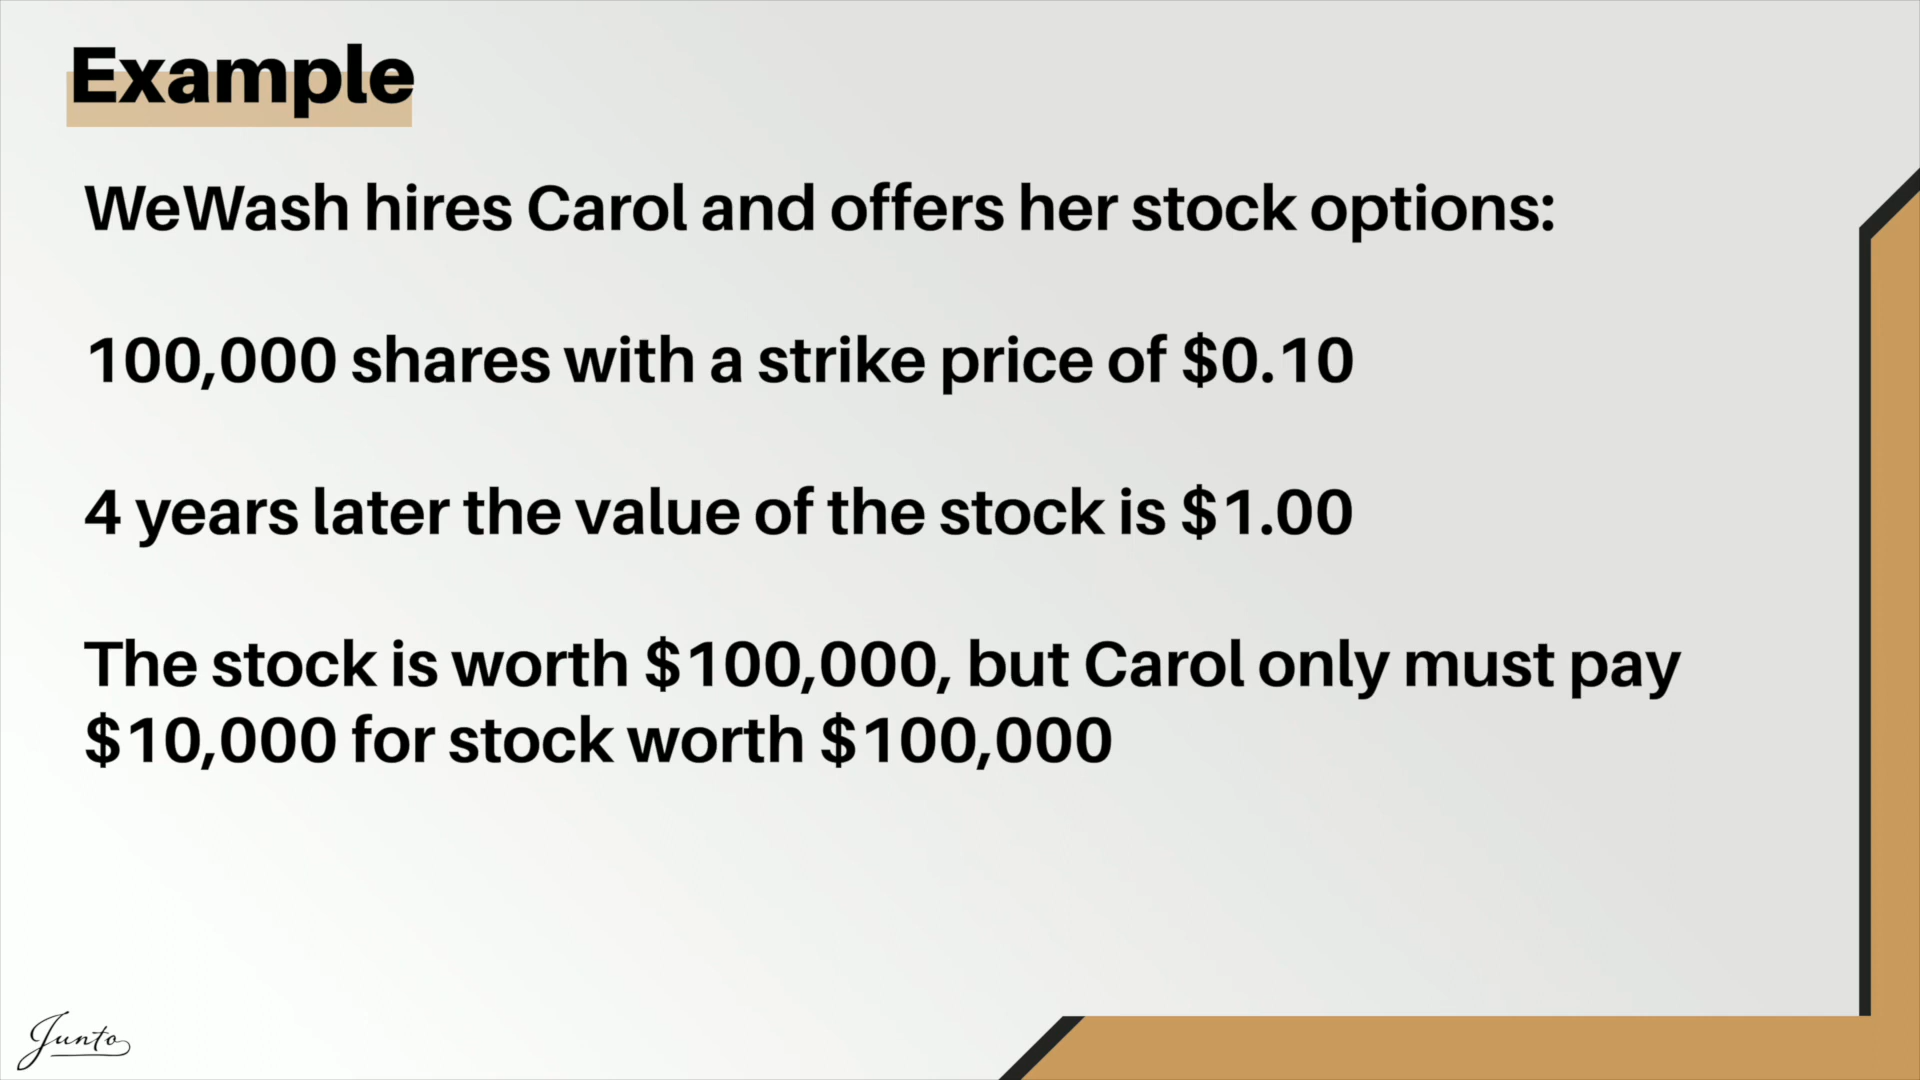 Example
WeWash hires Carol and offers her stock options:
100,000 shares with a strike price of $0.10
4 years later the value of the stock is $1.00
The stock is worth $100,000, but Carol only must pay
$10,000 for stock worth $100,000
Junto